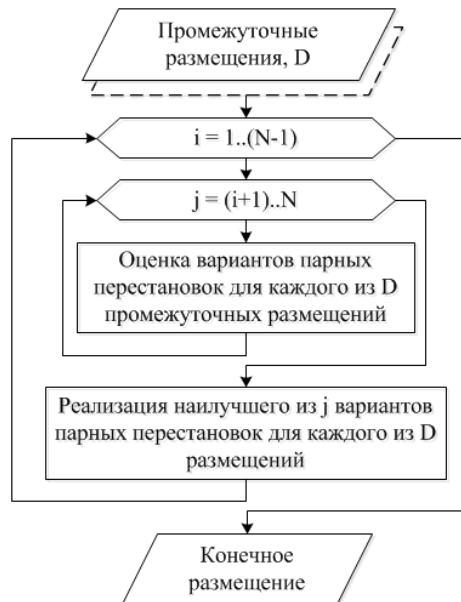 Промежуточные
размещения, D
i = 1..(N-1)
j = (i+1)..N
Оценка вариантов парных
перестановок для каждого из D
промежуточных размещений
Реализация наилучшего из j вариантов
парных перестановок для каждого из D
размещений
Конечное
размещение